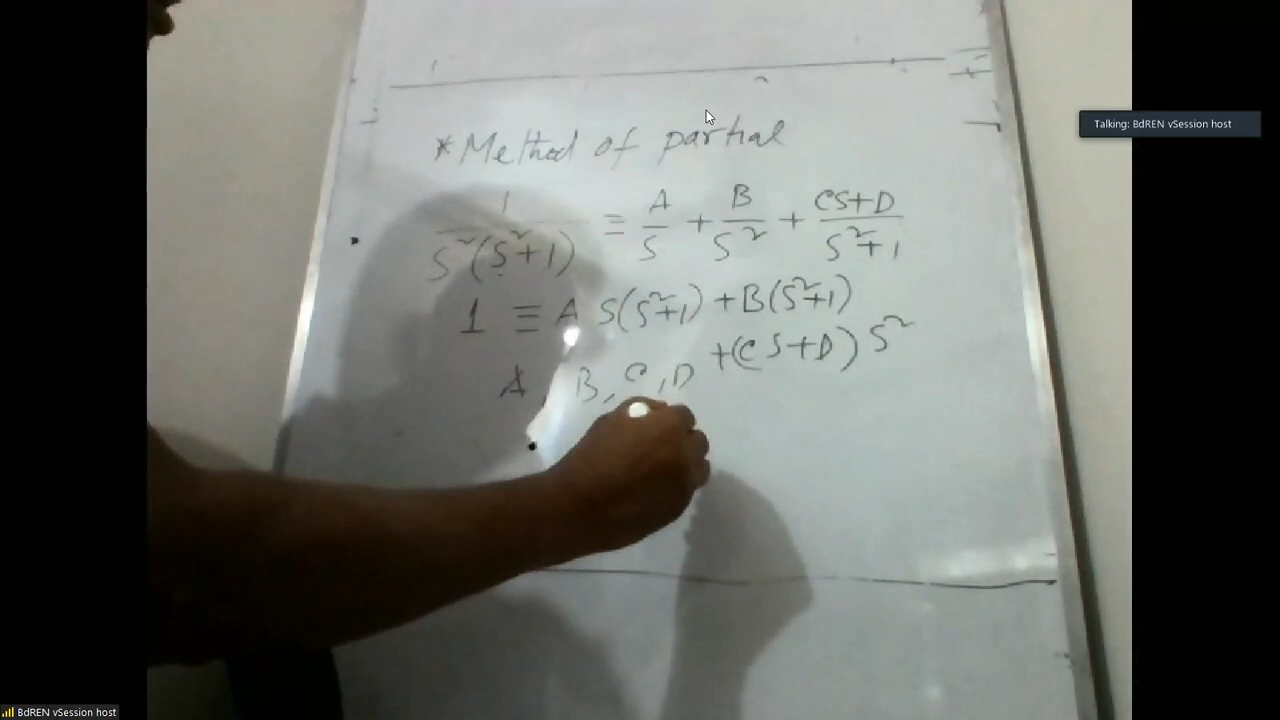 Talking: BdREN vSession host
*Method of partial
1/S²(S²+1) ≡ A/S + B/S² + CS+D/S²+1
1 ≡ A S(S²+1) + B(S²+1)
+(CS+D) S²
A, B, C, D
BdREN vSession host